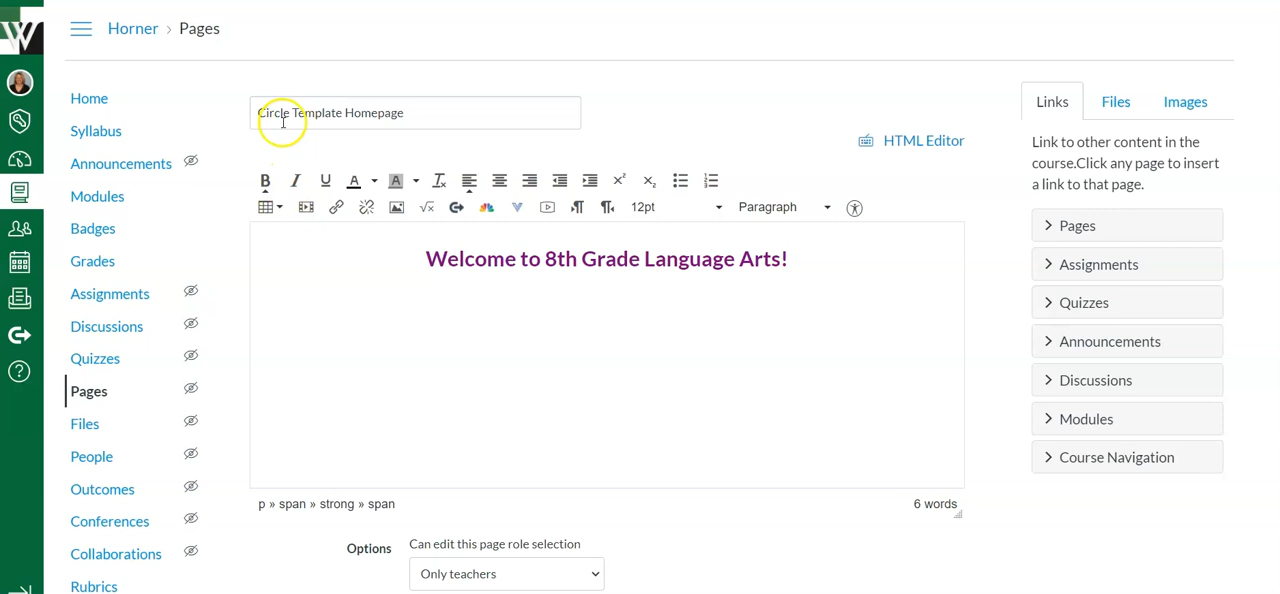 W
Horner › Pages
Home
Syllabus
Announcements
Modules
Badges
Grades
Assignments
Discussions
Quizzes
Pages
Files
People
Outcomes
Conferences
Collaborations
Rubrics
Circle Template Homepage
HTML Editor
B I U A A Tx x² x₂
√x 12pt Paragraph
Welcome to 8th Grade Language Arts!
p » span » strong » span 6 words
Options Can edit this page role selection
Only teachers
Links Files Images
Link to other content in the
course.Click any page to insert
a link to that page.
Pages
Assignments
Quizzes
Announcements
Discussions
Modules
Course Navigation